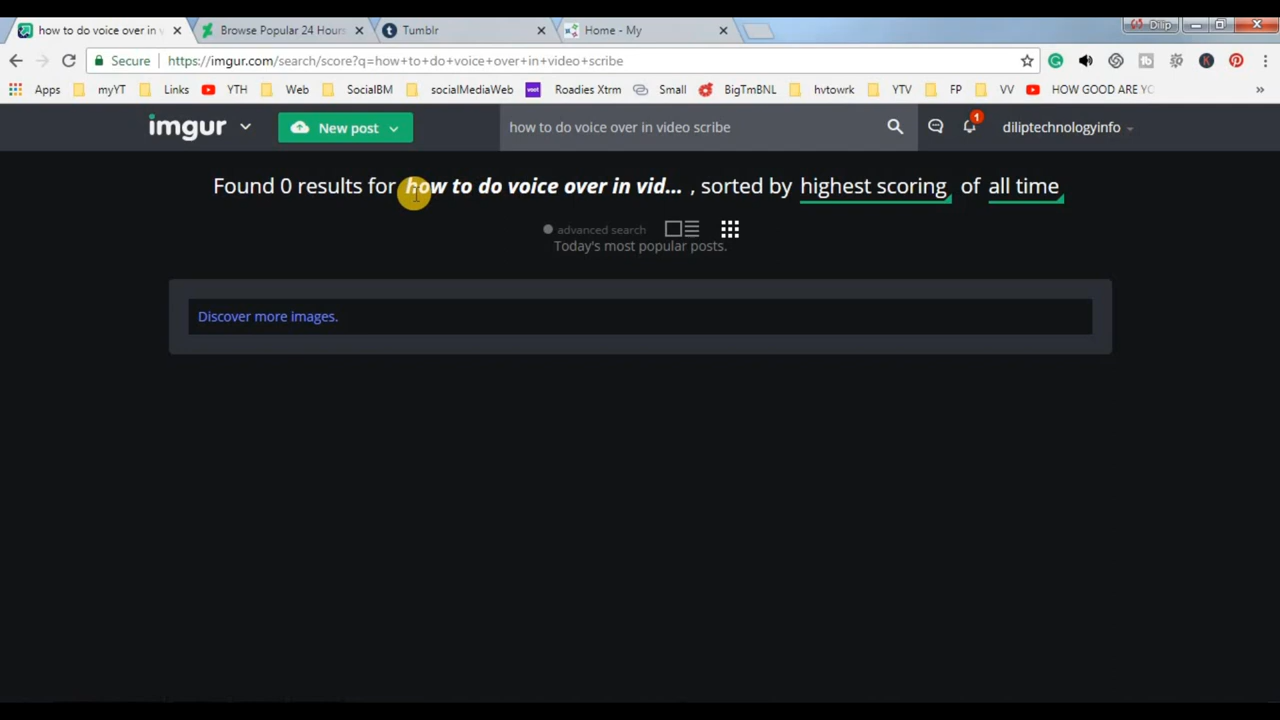 how to do voice over in v
Browse Popular 24 Hours
Tumblr
Home - My
Dilip
Secure
https://imgur.com/search/score?q=how+to+do+voice+over+in+video+scribe
Apps
myYT
Links
YTH
Web
SocialBM
socialMediaWeb
voot
Roadies Xtrm
Small
BigTmBNL
hvtowrk
YTV
FP
VV
HOW GOOD ARE YO
»
imgur
New post
how to do voice over in video scribe
1
diliptechnologyinfo
Found 0 results for how to do voice over in vid... , sorted by highest scoring of all time
advanced search
Today's most popular posts.
Discover more images.